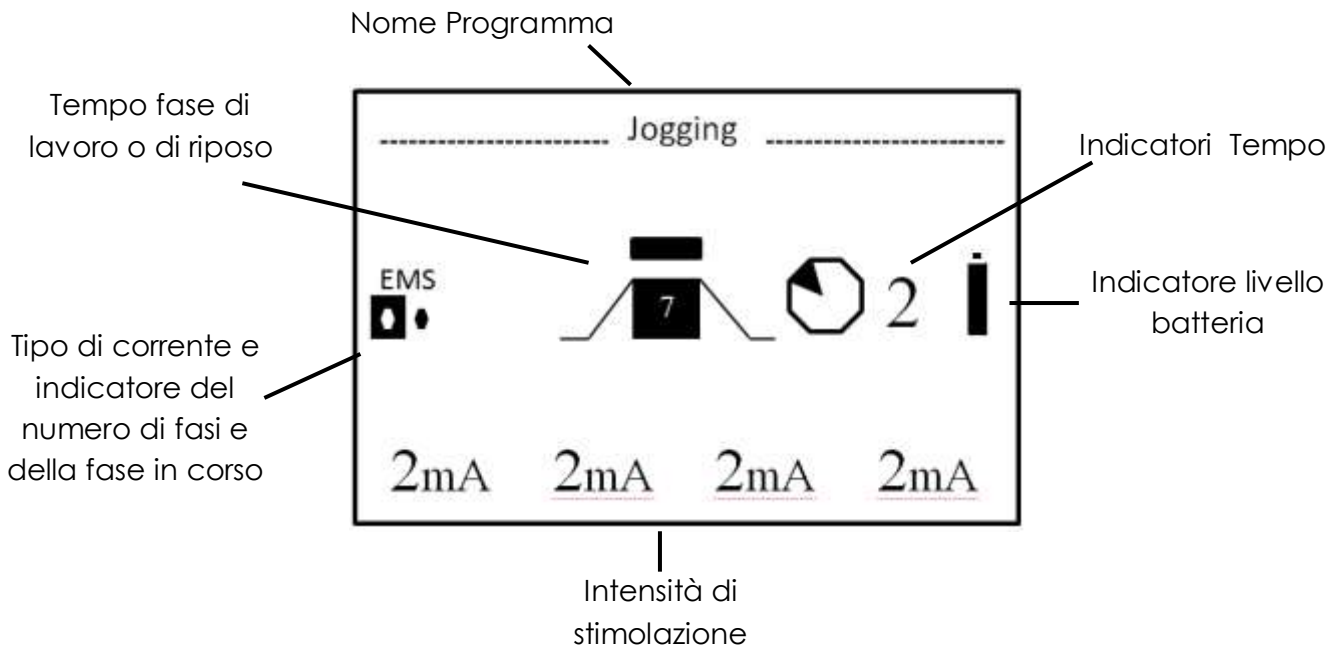 Nome Programma
Tempo fase di
lavoro o di riposo
Jogging
Indicatori Tempo
EMS
7
2
Indicatore livello
batteria
Tipo di corrente e
indicatore del
numero di fasi e
della fase in corso
2mA 2mA 2mA 2mA
Intensità di
stimolazione